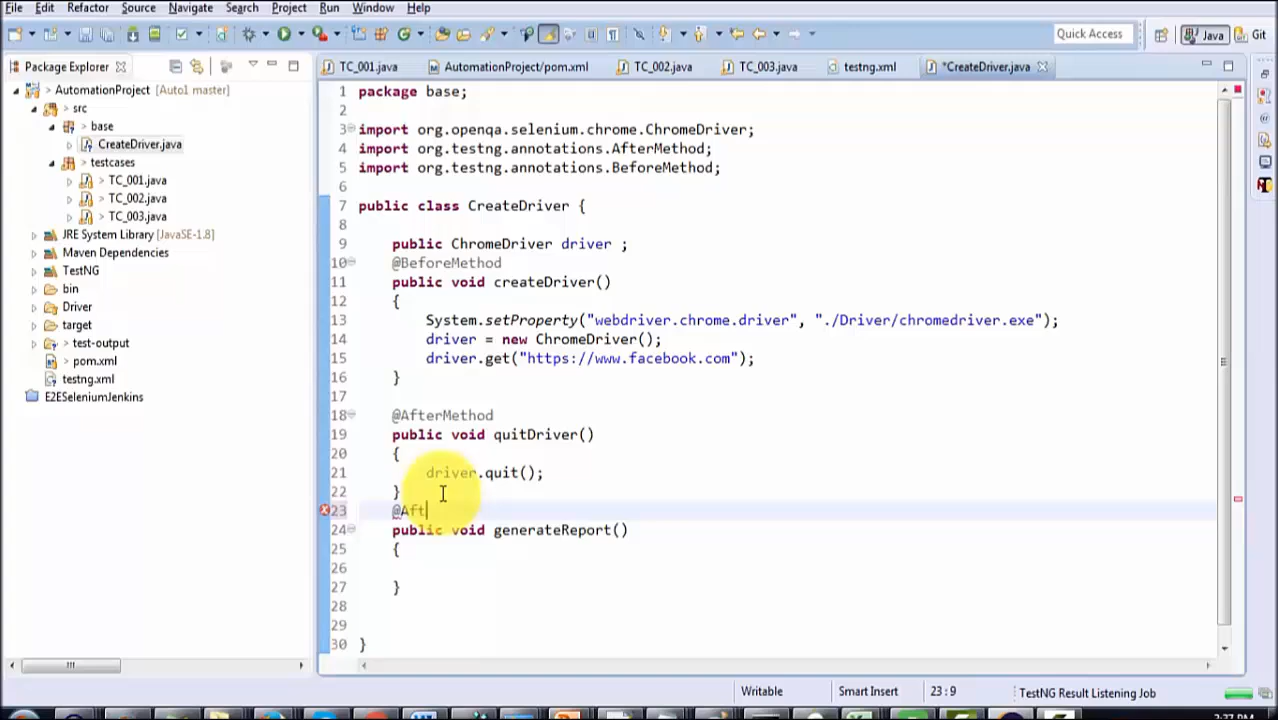 File Edit Refactor Source Navigate Search Project Run Window Help
Quick Access Java Git
Package Explorer
TC_001.java AutomationProject/pom.xml TC_002.java TC_003.java testng.xml *CreateDriver.java
> AutomationProject [Auto1 master]
> src
> base
> CreateDriver.java
> testcases
> TC_001.java
> TC_002.java
> TC_003.java
JRE System Library [JavaSE-1.8]
Maven Dependencies
TestNG
bin
Driver
target
> test-output
> pom.xml
testng.xml
E2ESeleniumJenkins
1 package base;
2
3 import org.openqa.selenium.chrome.ChromeDriver;
4 import org.testng.annotations.AfterMethod;
5 import org.testng.annotations.BeforeMethod;
6
7 public class CreateDriver {
8
9 public ChromeDriver driver ;
10 @BeforeMethod
11 public void createDriver()
12 {
13 System.setProperty("webdriver.chrome.driver", "./Driver/chromedriver.exe");
14 driver = new ChromeDriver();
15 driver.get("https://www.facebook.com");
16 }
17
18 @AfterMethod
19 public void quitDriver()
20 {
21 driver.quit();
22 }
23 @Aft
24 public void generateReport()
25 {
26
27 }
28
29
30 }
Writable Smart Insert 23 : 9 TestNG Result Listening Job